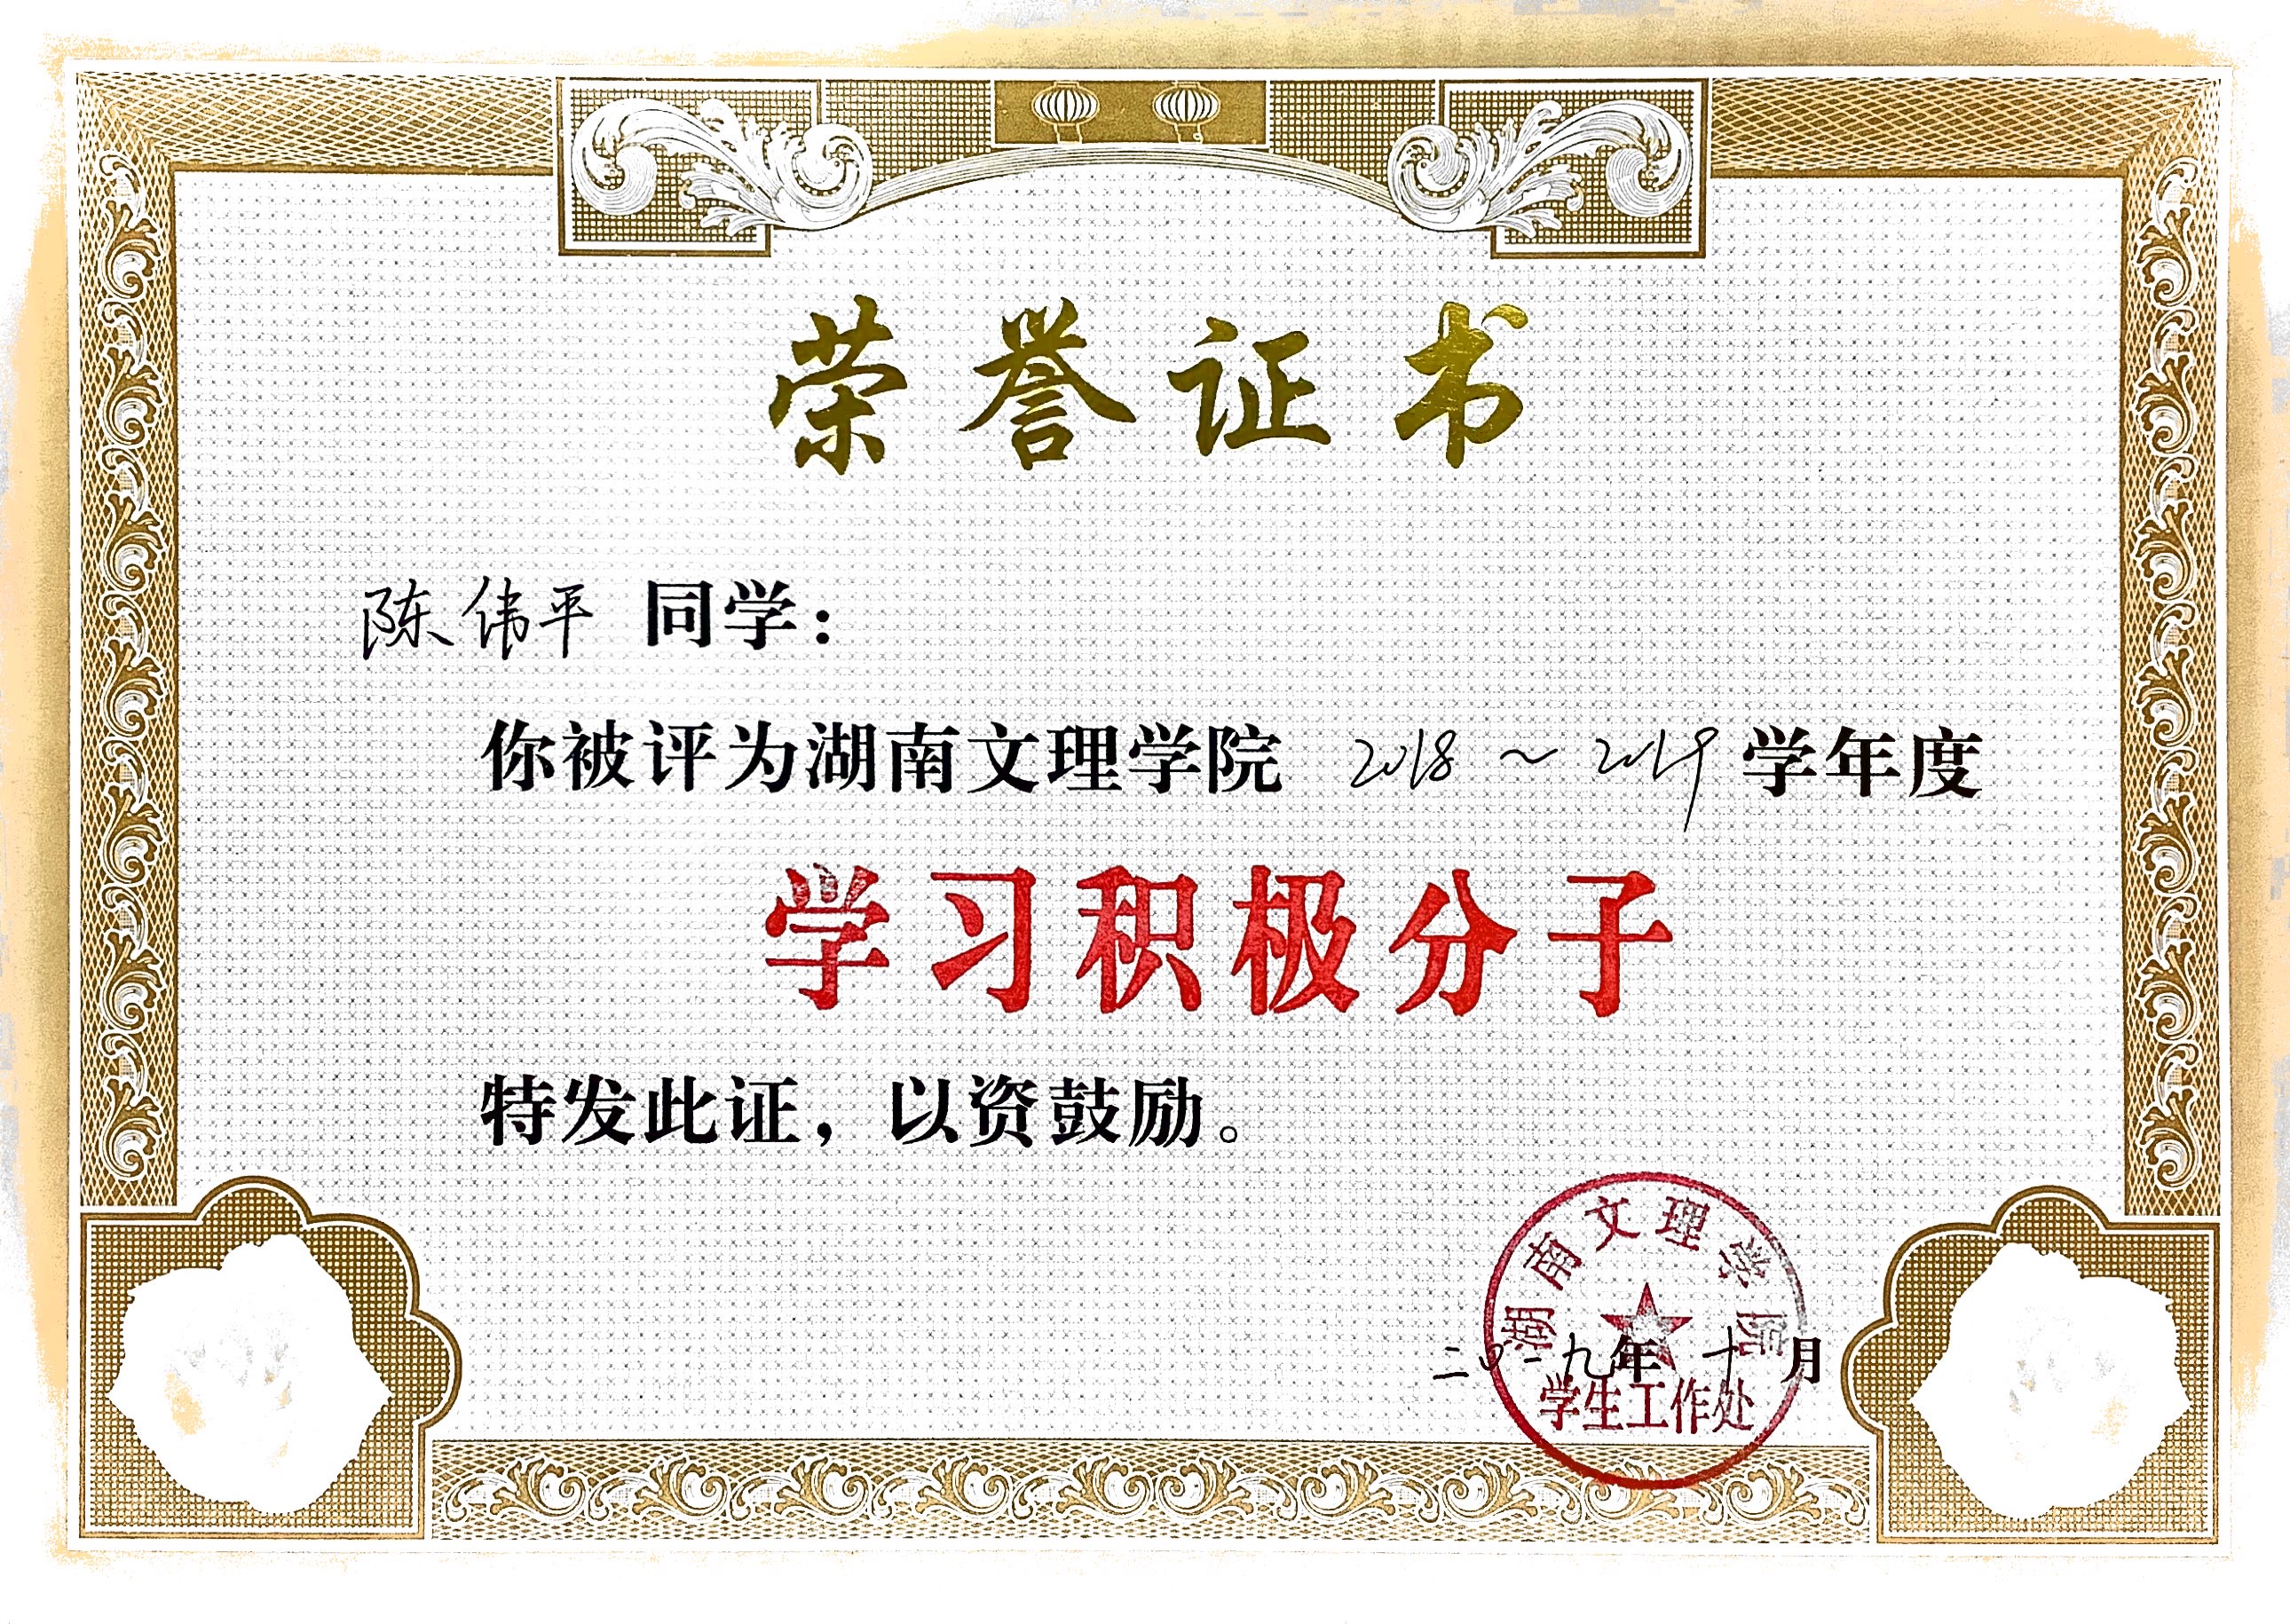 荣誉证书
陈伟平 同学：
你被评为湖南文理学院 2018～2019 学年度
学习积极分子
特发此证，以资鼓励。
湖南文理学院
二〇一九年 十 月
学生工作处